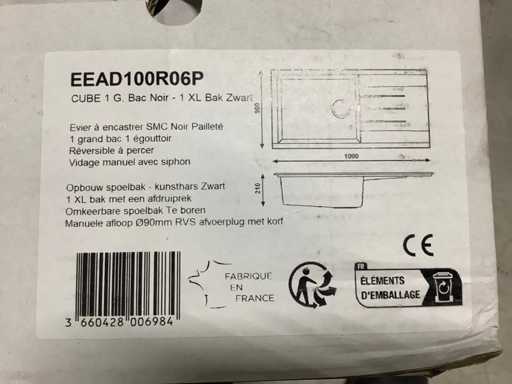 EEAD100R06P
CUBE 1 G. Bac Noir - 1 XL Bak Zwart
Evier à encastrer SMC Noir Pailleté
1 grand bac 1 égouttoir
Réversible à percer
Vidage manuel avec siphon
Opbouw spoelbak - kunsthars Zwart
1 XL bak met een afdruiprek
Omkeerbare spoelbak Te boren
Manuele afloop Ø90mm RVS afvoerplug met korf
500
1000
210
CE
3 660428 006984
FABRIQUÉ
EN
FRANCE
FR
ÉLÉMENTS
D'EMBALLAGE